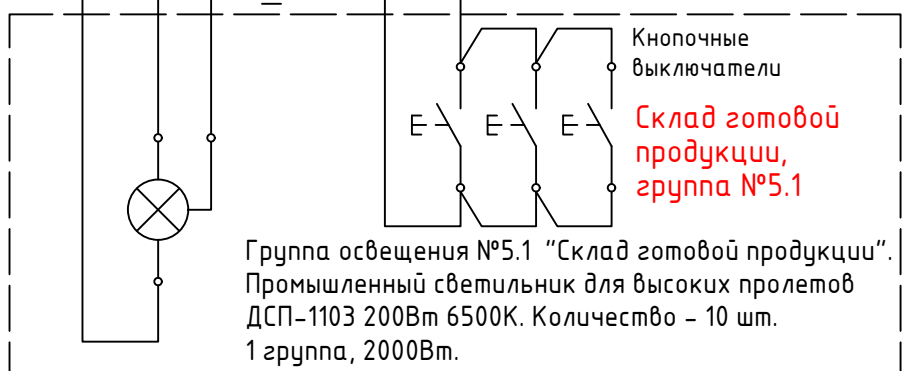 Кнопочные
выключатели
Склад готовой
продукции,
группа №5.1
Группа освещения №5.1 "Склад готовой продукции".
Промышленный светильник для высоких пролетов
ДСП-1103 200Вт 6500К. Количество - 10 шт.
1 группа, 2000Вт.